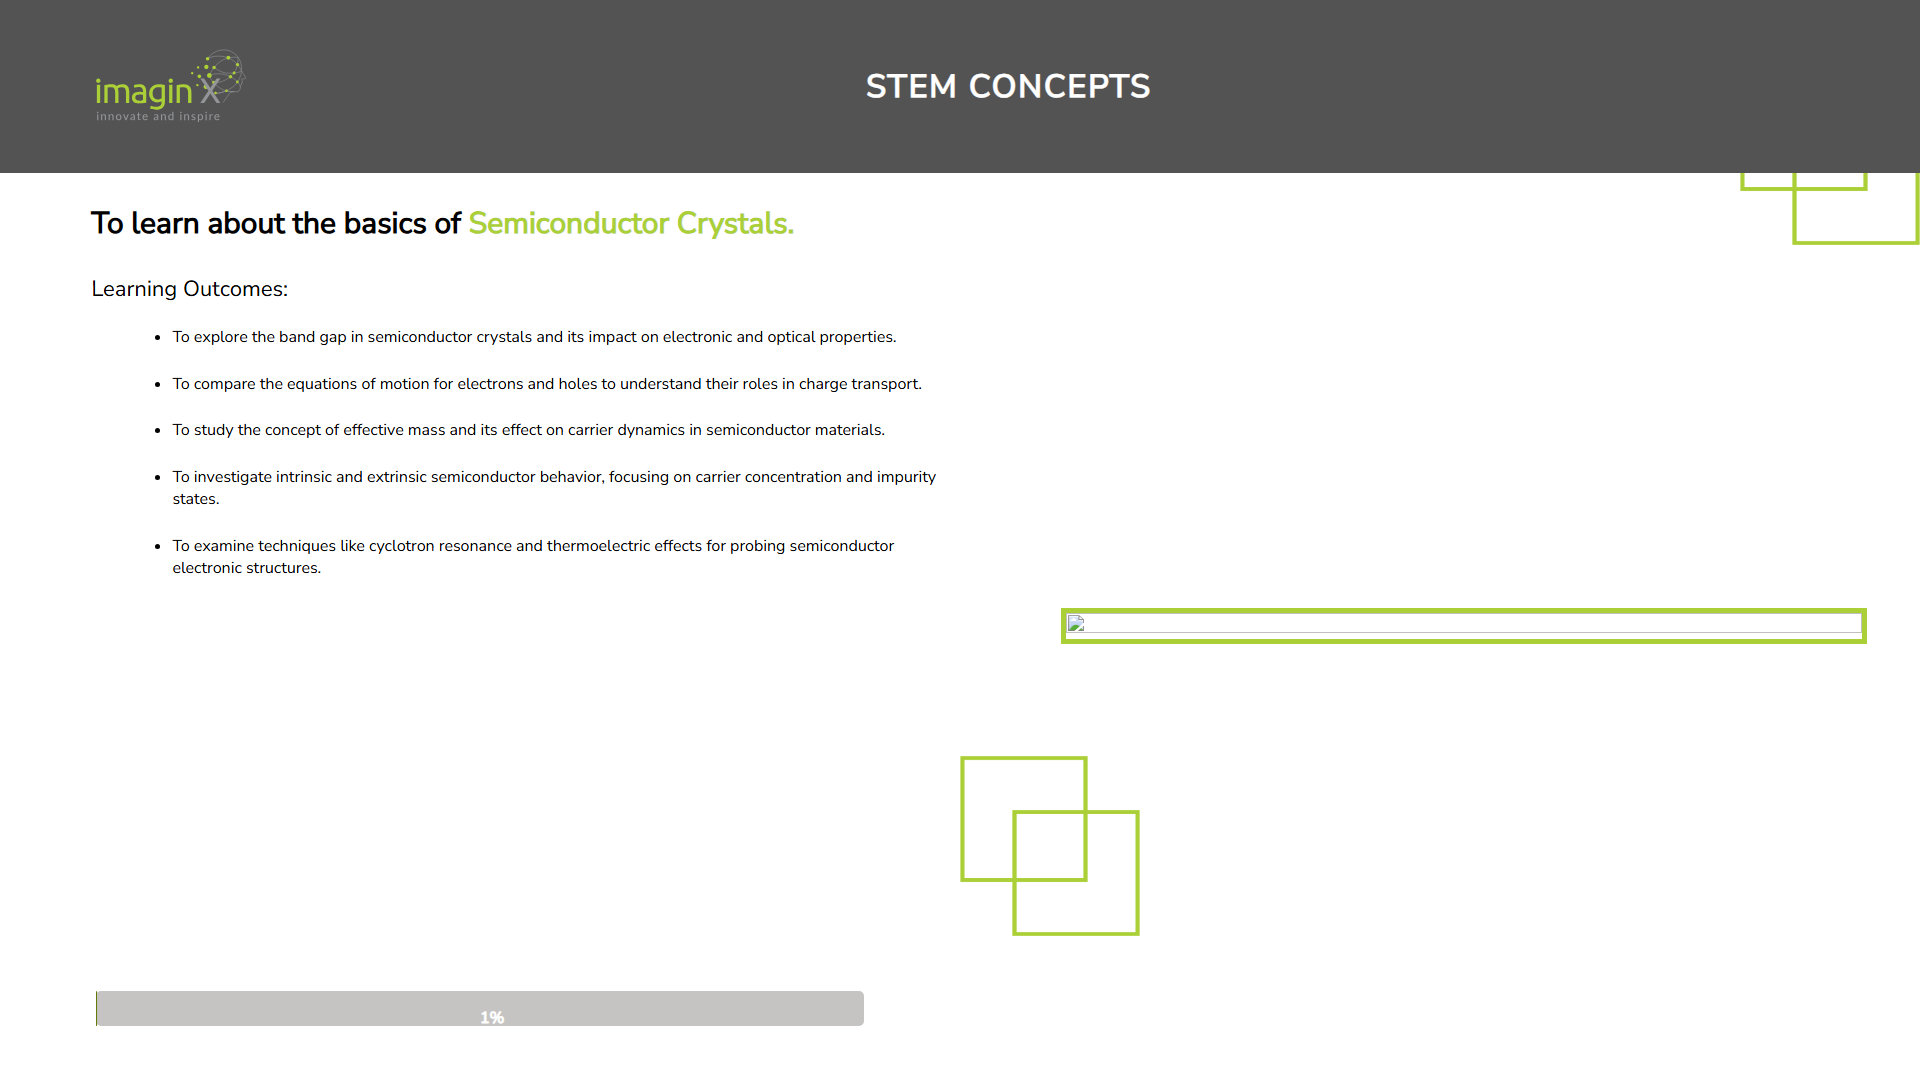 imagin X
innovate and inspire
STEM CONCEPTS
To learn about the basics of Semiconductor Crystals.
Learning Outcomes:
• To explore the band gap in semiconductor crystals and its impact on electronic and optical properties.
• To compare the equations of motion for electrons and holes to understand their roles in charge transport.
• To study the concept of effective mass and its effect on carrier dynamics in semiconductor materials.
• To investigate intrinsic and extrinsic semiconductor behavior, focusing on carrier concentration and impurity
states.
• To examine techniques like cyclotron resonance and thermoelectric effects for probing semiconductor
electronic structures.
1%